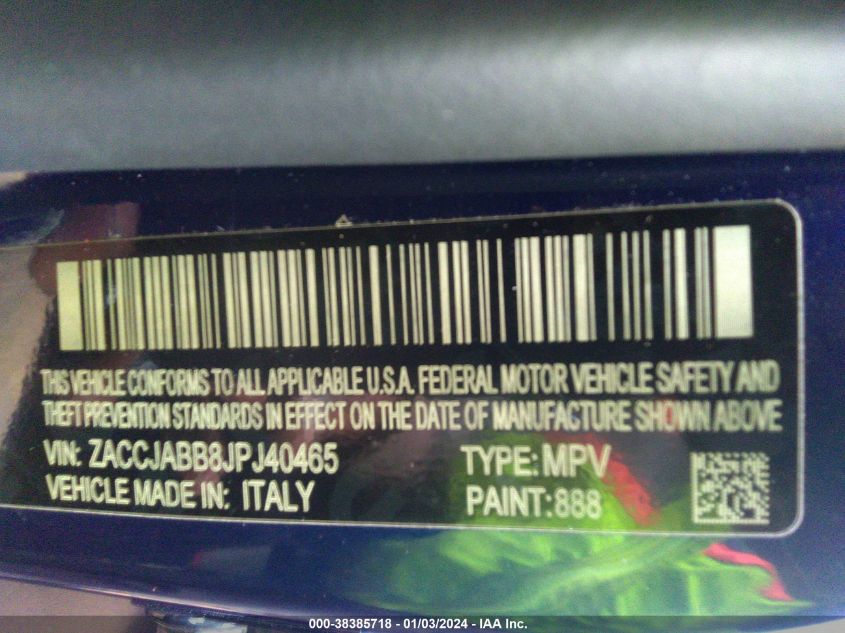 THIS VEHICLE CONFORMS TO ALL APPLICABLE U.S.A. FEDERAL MOTOR VEHICLE SAFETY AND
THEFT PREVENTION STANDARDS IN EFFECT ON THE DATE OF MANUFACTURE SHOWN ABOVE
VIN: ZACCJABB8JPJ40465 TYPE: MPV
VEHICLE MADE IN: ITALY PAINT: 888
000-38385718 - 01/03/2024 - IAA Inc.